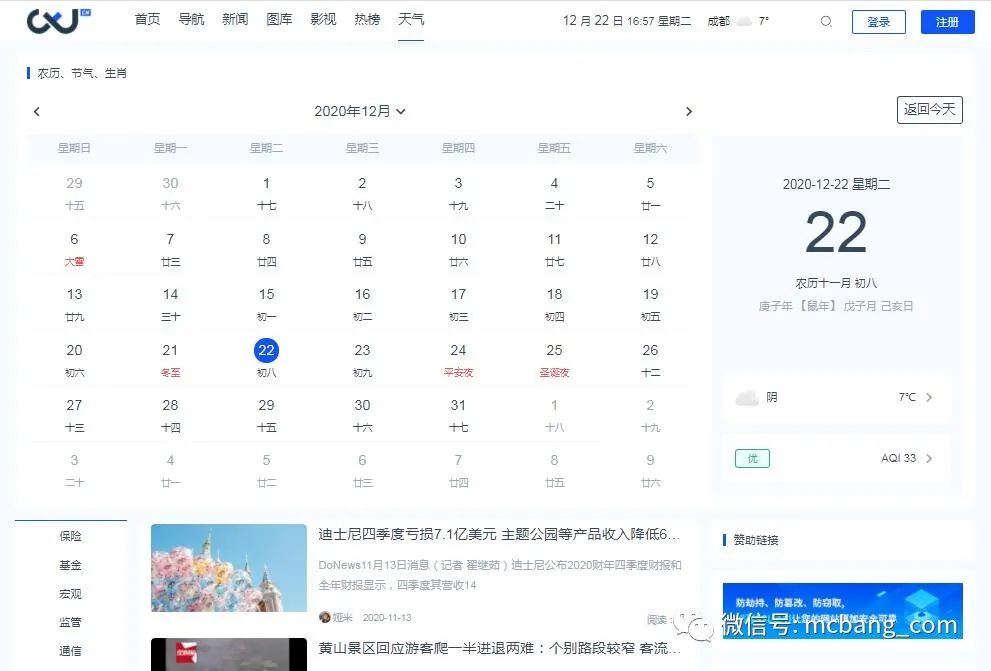 CXJ CN 首页 导航 新闻 图库 影视 热榜 天气 12 月 22 日 16:57 星期二 成都 7° 登录 注册
农历、节气、生肖
2020年12月 返回今天
星期日 星期一 星期二 星期三 星期四 星期五 星期六
29 30 1 2 3 4 5
十五 十六 十七 十八 十九 二十 廿一
6 7 8 9 10 11 12
大雪 廿三 廿四 廿五 廿六 廿七 廿八
13 14 15 16 17 18 19
廿九 三十 初一 初二 初三 初四 初五
20 21 22 23 24 25 26
初六 冬至 初八 初九 平安夜 圣诞夜 十二
27 28 29 30 31 1 2
十三 十四 十五 十六 十七 十八 十九
3 4 5 6 7 8 9
二十 廿一 廿二 廿三 廿四 廿五 廿六
2020-12-22 星期二
22
农历十一月 初八
庚子年 【鼠年】 戊子月 己亥日
阴 7°C
优 AQI 33
保险
基金
宏观
监管
通信
迪士尼四季度亏损7.1亿美元 主题公园等产品收入降低6...
DoNews11月13日消息（记者 翟继茹）迪士尼公布2020财年四季度财报和
全年财报显示，四季度其营收14
娅米 2020-11-13 阅读:
黄山景区回应游客爬一半进退两难：个别路段较窄 客流...
赞助链接
防劫持、防篡改、防窃取,
让您的网站更加安全可靠
微信号: mcbang_com